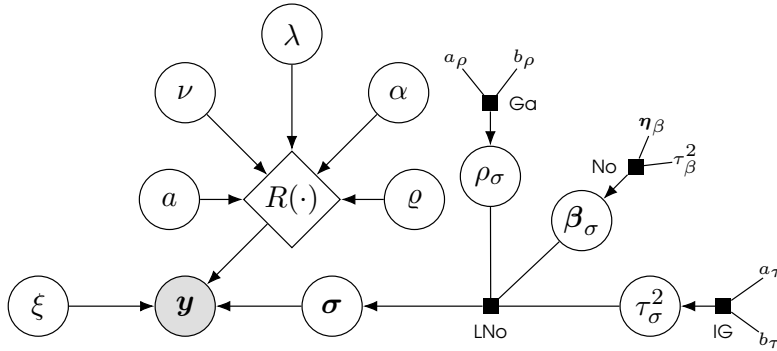 λ
a_ρ b_ρ
ν α Ga
η_β
No τ_β^2
a R(·) ϱ ρ_σ
β_σ
a_τ
ξ y σ LNo τ_σ^2 IG
b_τ